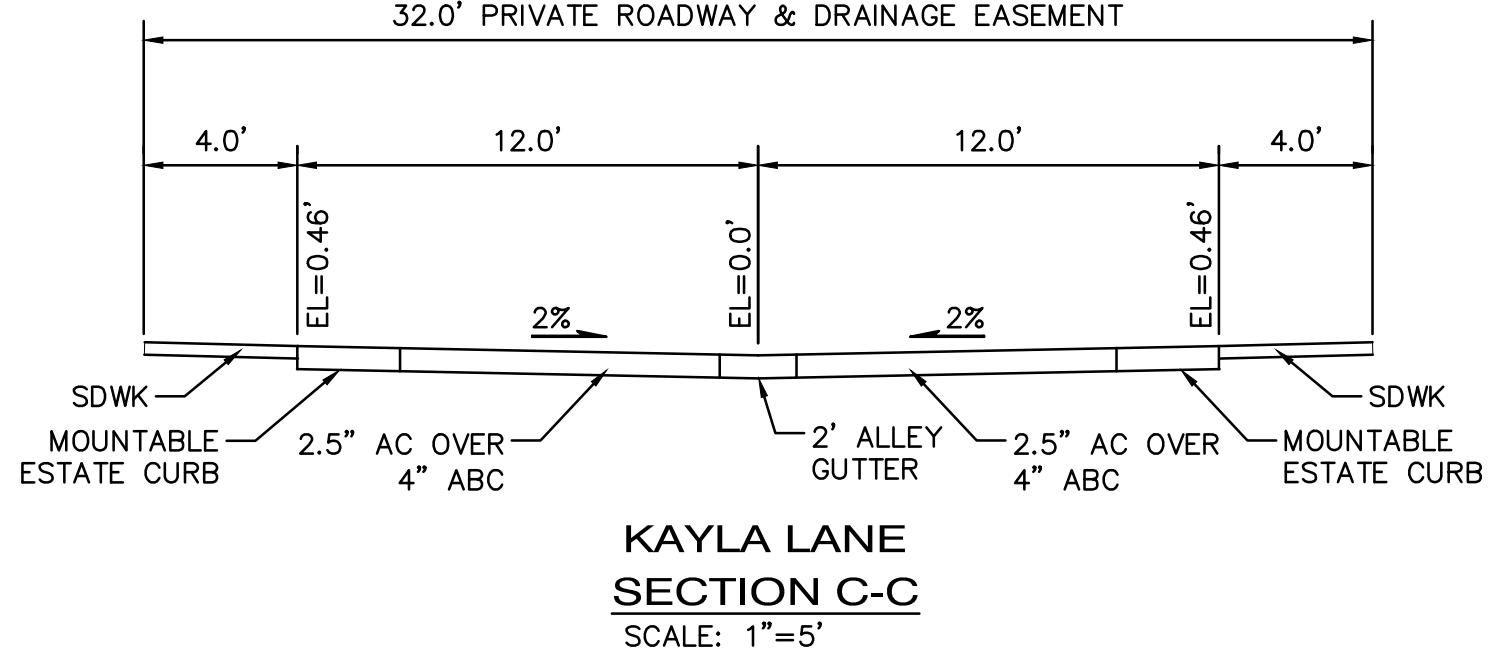 32.0' PRIVATE ROADWAY & DRAINAGE EASEMENT
4.0'
12.0'
12.0'
4.0'
EL=0.46'
EL=0.0'
EL=0.46'
2%
2%
SDWK
MOUNTABLE
ESTATE CURB
2.5" AC OVER
4" ABC
2' ALLEY
GUTTER
2.5" AC OVER
4" ABC
SDWK
MOUNTABLE
ESTATE CURB
KAYLA LANE
SECTION C-C
SCALE: 1"=5'